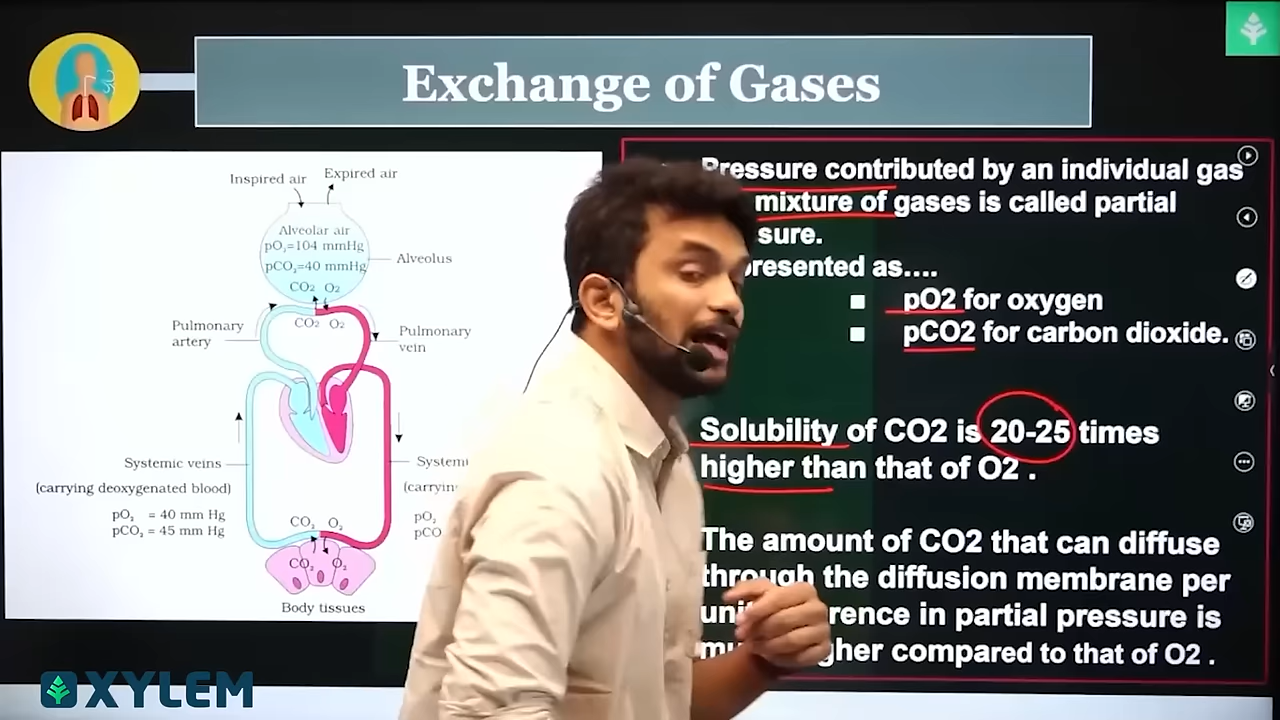 Exchange of Gases
Inspired air
Expired air
Alveolar air
pO₂=104 mmHg
pCO₂=40 mmHg
Alveolus
CO₂ O₂
CO₂ O₂
Pulmonary
artery
Pulmonary
vein
Systemic veins
(carrying deoxygenated blood)
pO₂ = 40 mm Hg
pCO₂ = 45 mm Hg
pO₂
pCO
CO₂ O₂
CO₂ O₂
Body tissues
Pressure contributed by an individual gas
mixture of gases is called partial
sure.
presented as....
■ pO2 for oxygen
■ pCO2 for carbon dioxide.
Solubility of CO2 is 20-25 times
higher than that of O2 .
The amount of CO2 that can diffuse
through the diffusion membrane per
rence in partial pressure is
gher compared to that of O2 .
XYLEM